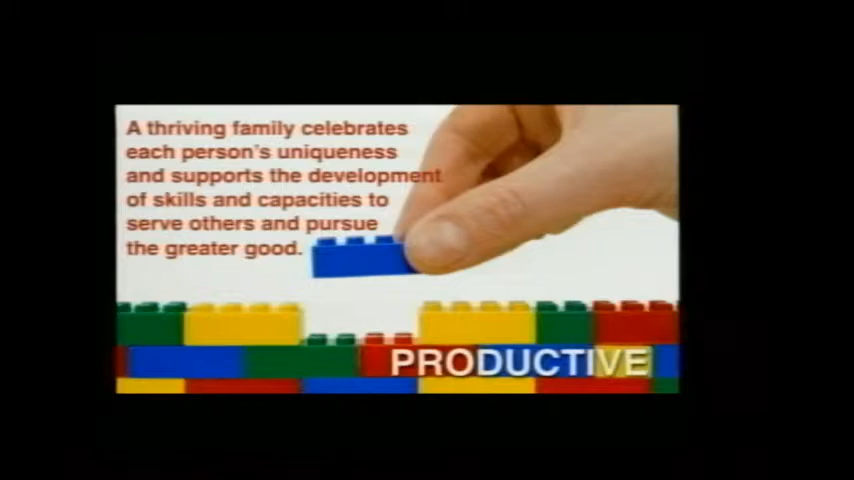 A thriving family celebrates
each person's uniqueness
and supports the development
of skills and capacities to
serve others and pursue
the greater good.
PRODUCTIVE